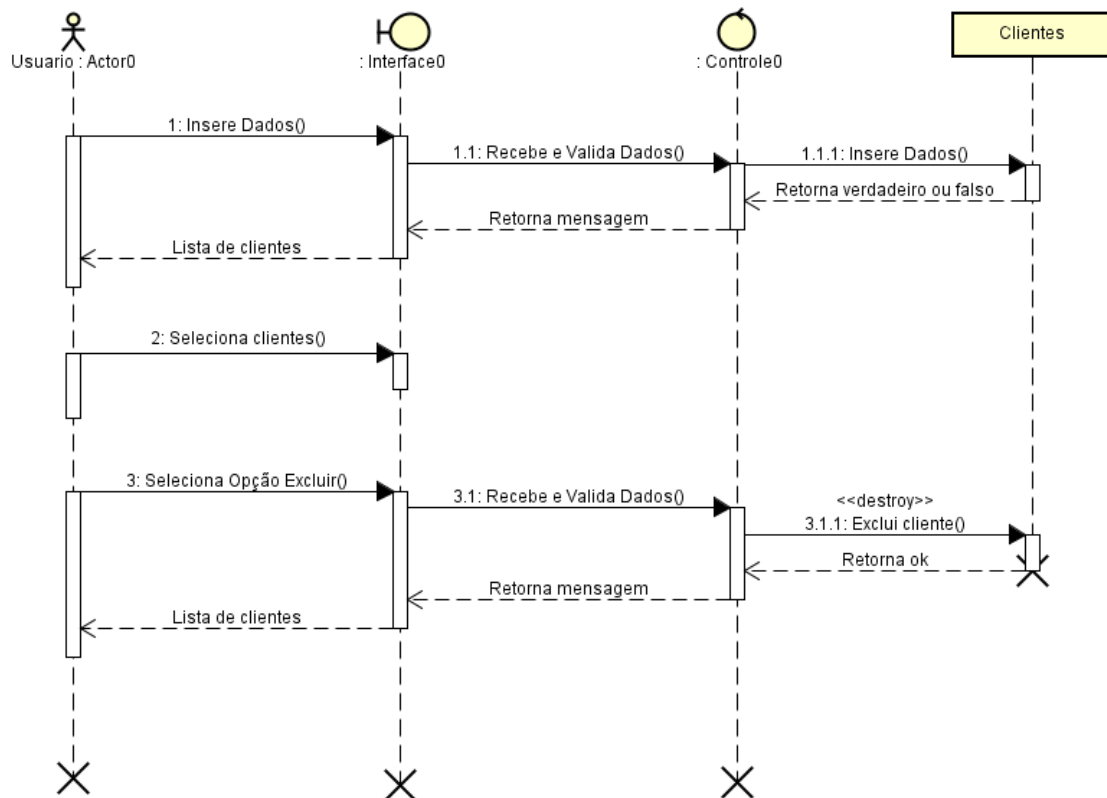 Clientes
Usuario : Actor0
: Interface0
: Controle0
1: Insere Dados()
1.1: Recebe e Valida Dados()
1.1.1: Insere Dados()
Retorna verdadeiro ou falso
Retorna mensagem
Lista de clientes
2: Seleciona clientes()
3: Seleciona Opção Excluir()
3.1: Recebe e Valida Dados()
<<destroy>>
3.1.1: Exclui cliente()
Retorna ok
Retorna mensagem
Lista de clientes